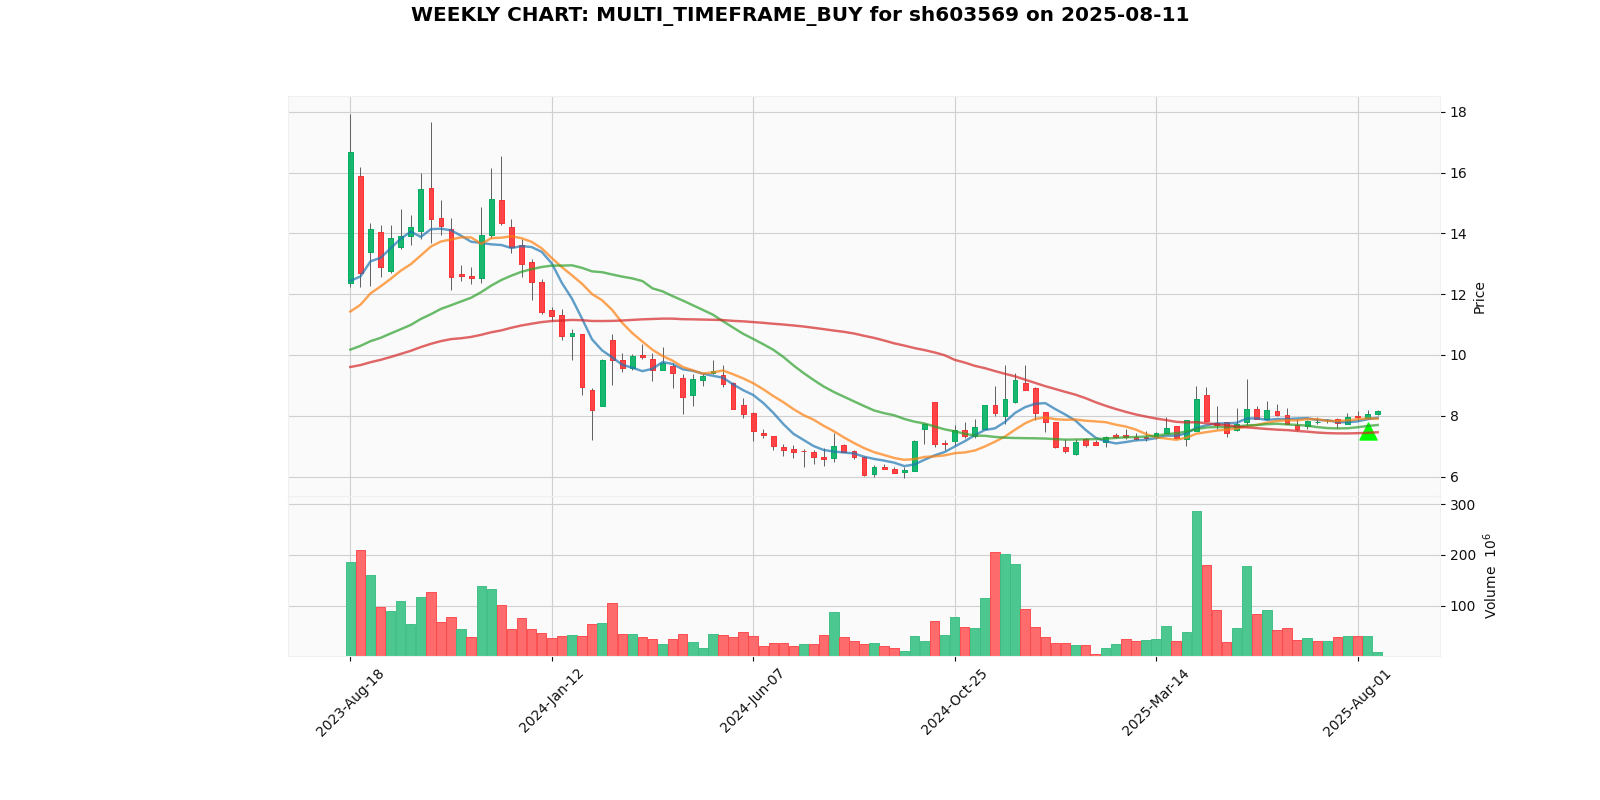 WEEKLY CHART: MULTI_TIMEFRAME_BUY for sh603569 on 2025-08-11
18
16
14
12
10
8
6
Price
300
200
100
Volume 10^6
2023-Aug-18
2024-Jan-12
2024-Jun-07
2024-Oct-25
2025-Mar-14
2025-Aug-01